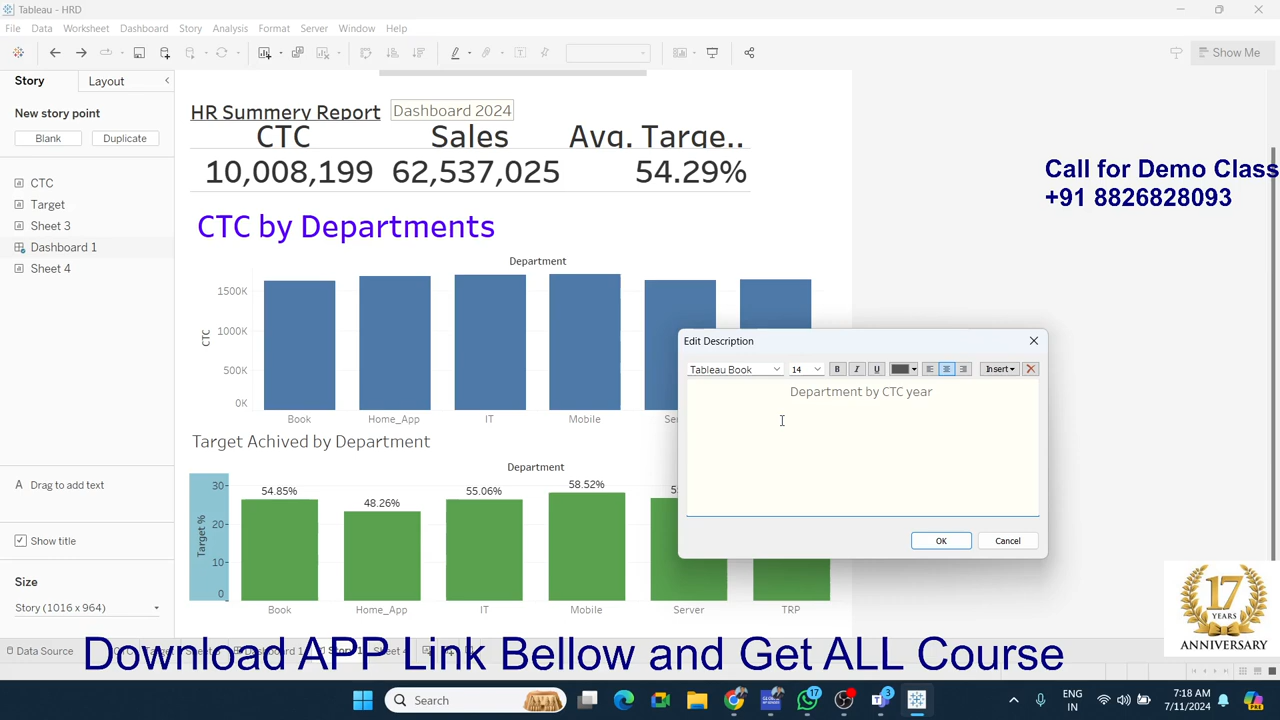 Tableau - HRD
File Data Worksheet Dashboard Story Analysis Format Server Window Help
Show Me
Story Layout
New story point
Blank Duplicate
CTC
Target
Sheet 3
Dashboard 1
Sheet 4
Drag to add text
Show title
Size
Story (1016 x 964)
HR Summery Report Dashboard 2024
CTC Sales Avg. Targe..
10,008,199 62,537,025 54.29%
CTC by Departments
Department
1500K
1000K
500K
0K
CTC
Book Home_App IT Mobile
Target Achived by Department
Department
30
20
10
0
Target %
54.85% 48.26% 55.06% 58.52%
Book Home_App IT Mobile Server TRP
Edit Description
Tableau Book 14 B I U Insert
Department by CTC year
OK Cancel
Call for Demo Class
+91 8826828093
17
YEARS
ANNIVERSARY
Data Source
Download APP Link Bellow and Get ALL Course
Search
17
3
ENG
IN
7:18 AM
7/11/2024